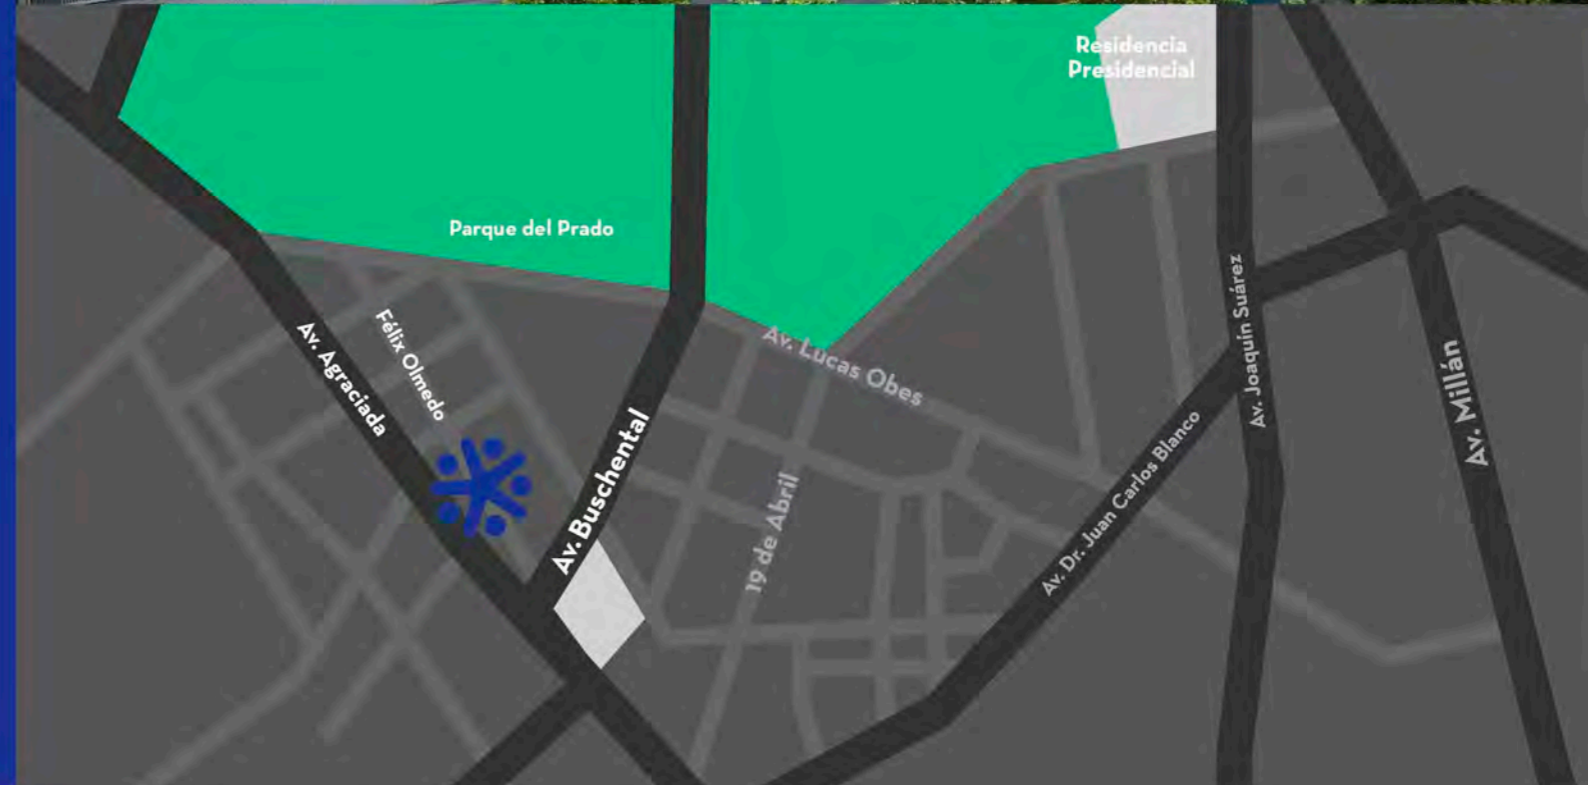 Residencia
Presidencial
Parque del Prado
Av. Agraciada
Félix Olmedo
Av. Buschental
Av. Lucas Obes
19 de Abril
Av. Dr. Juan Carlos Blanco
Av. Joaquín Suárez
Av. Millán